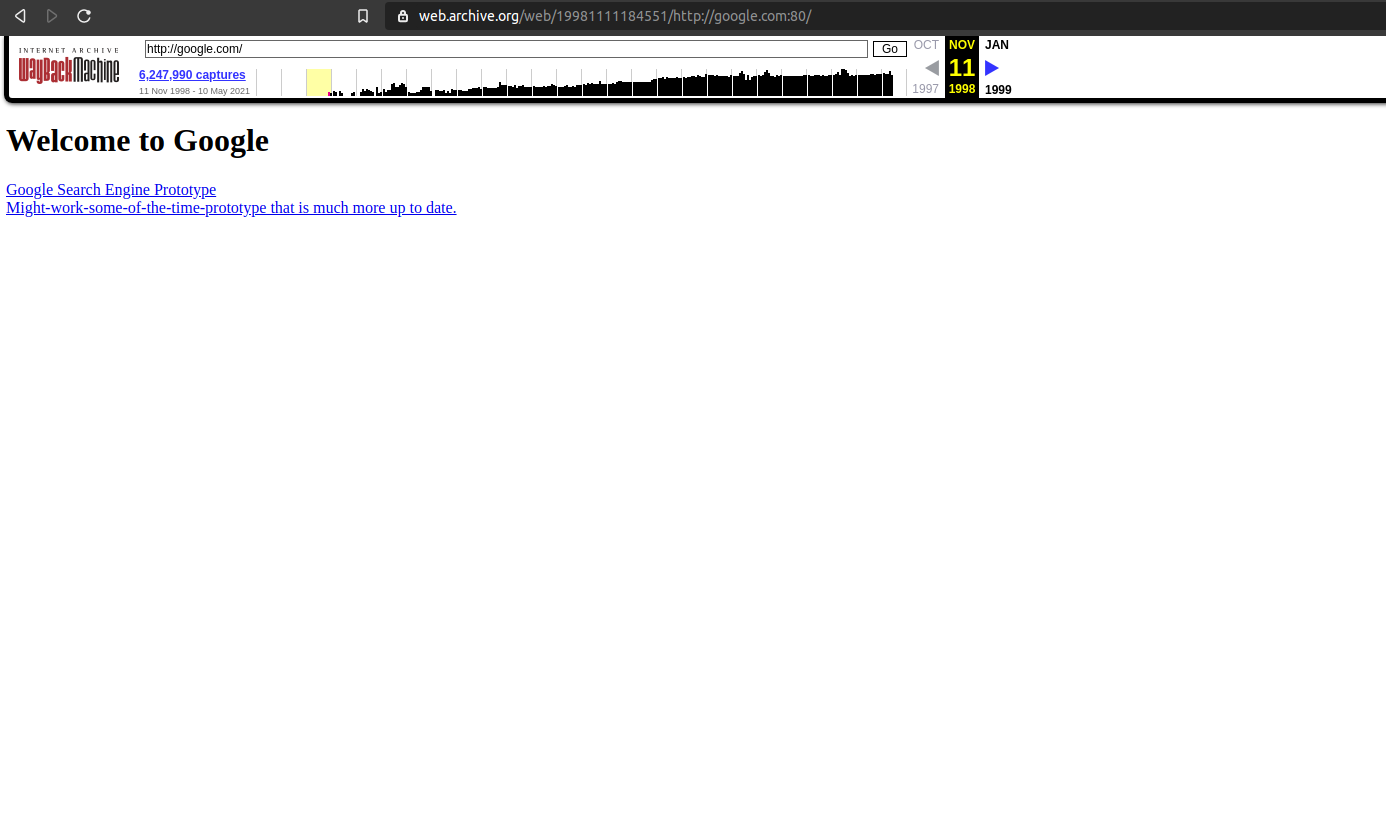 web.archive.org/web/19981111184551/http://google.com:80/
INTERNET ARCHIVE
WayBackMachine
http://google.com/
Go
6,247,990 captures
11 Nov 1998 - 10 May 2021
OCT NOV JAN
11
1997 1998 1999
Welcome to Google
Google Search Engine Prototype
Might-work-some-of-the-time-prototype that is much more up to date.